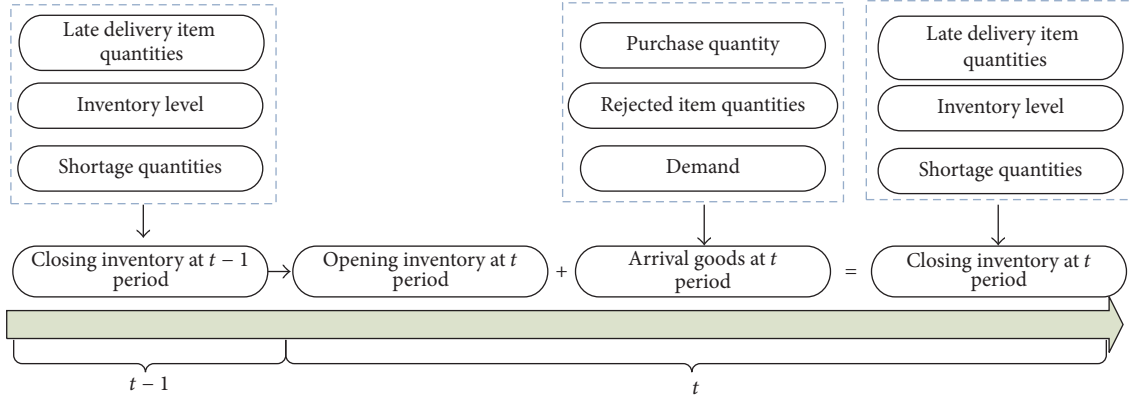 Late delivery item
quantities
Inventory level
Shortage quantities
Purchase quantity
Rejected item quantities
Demand
Late delivery item
quantities
Inventory level
Shortage quantities
Closing inventory at t − 1
period
Opening inventory at t
period
+
Arrival goods at t
period
=
Closing inventory at t
period
t − 1
t